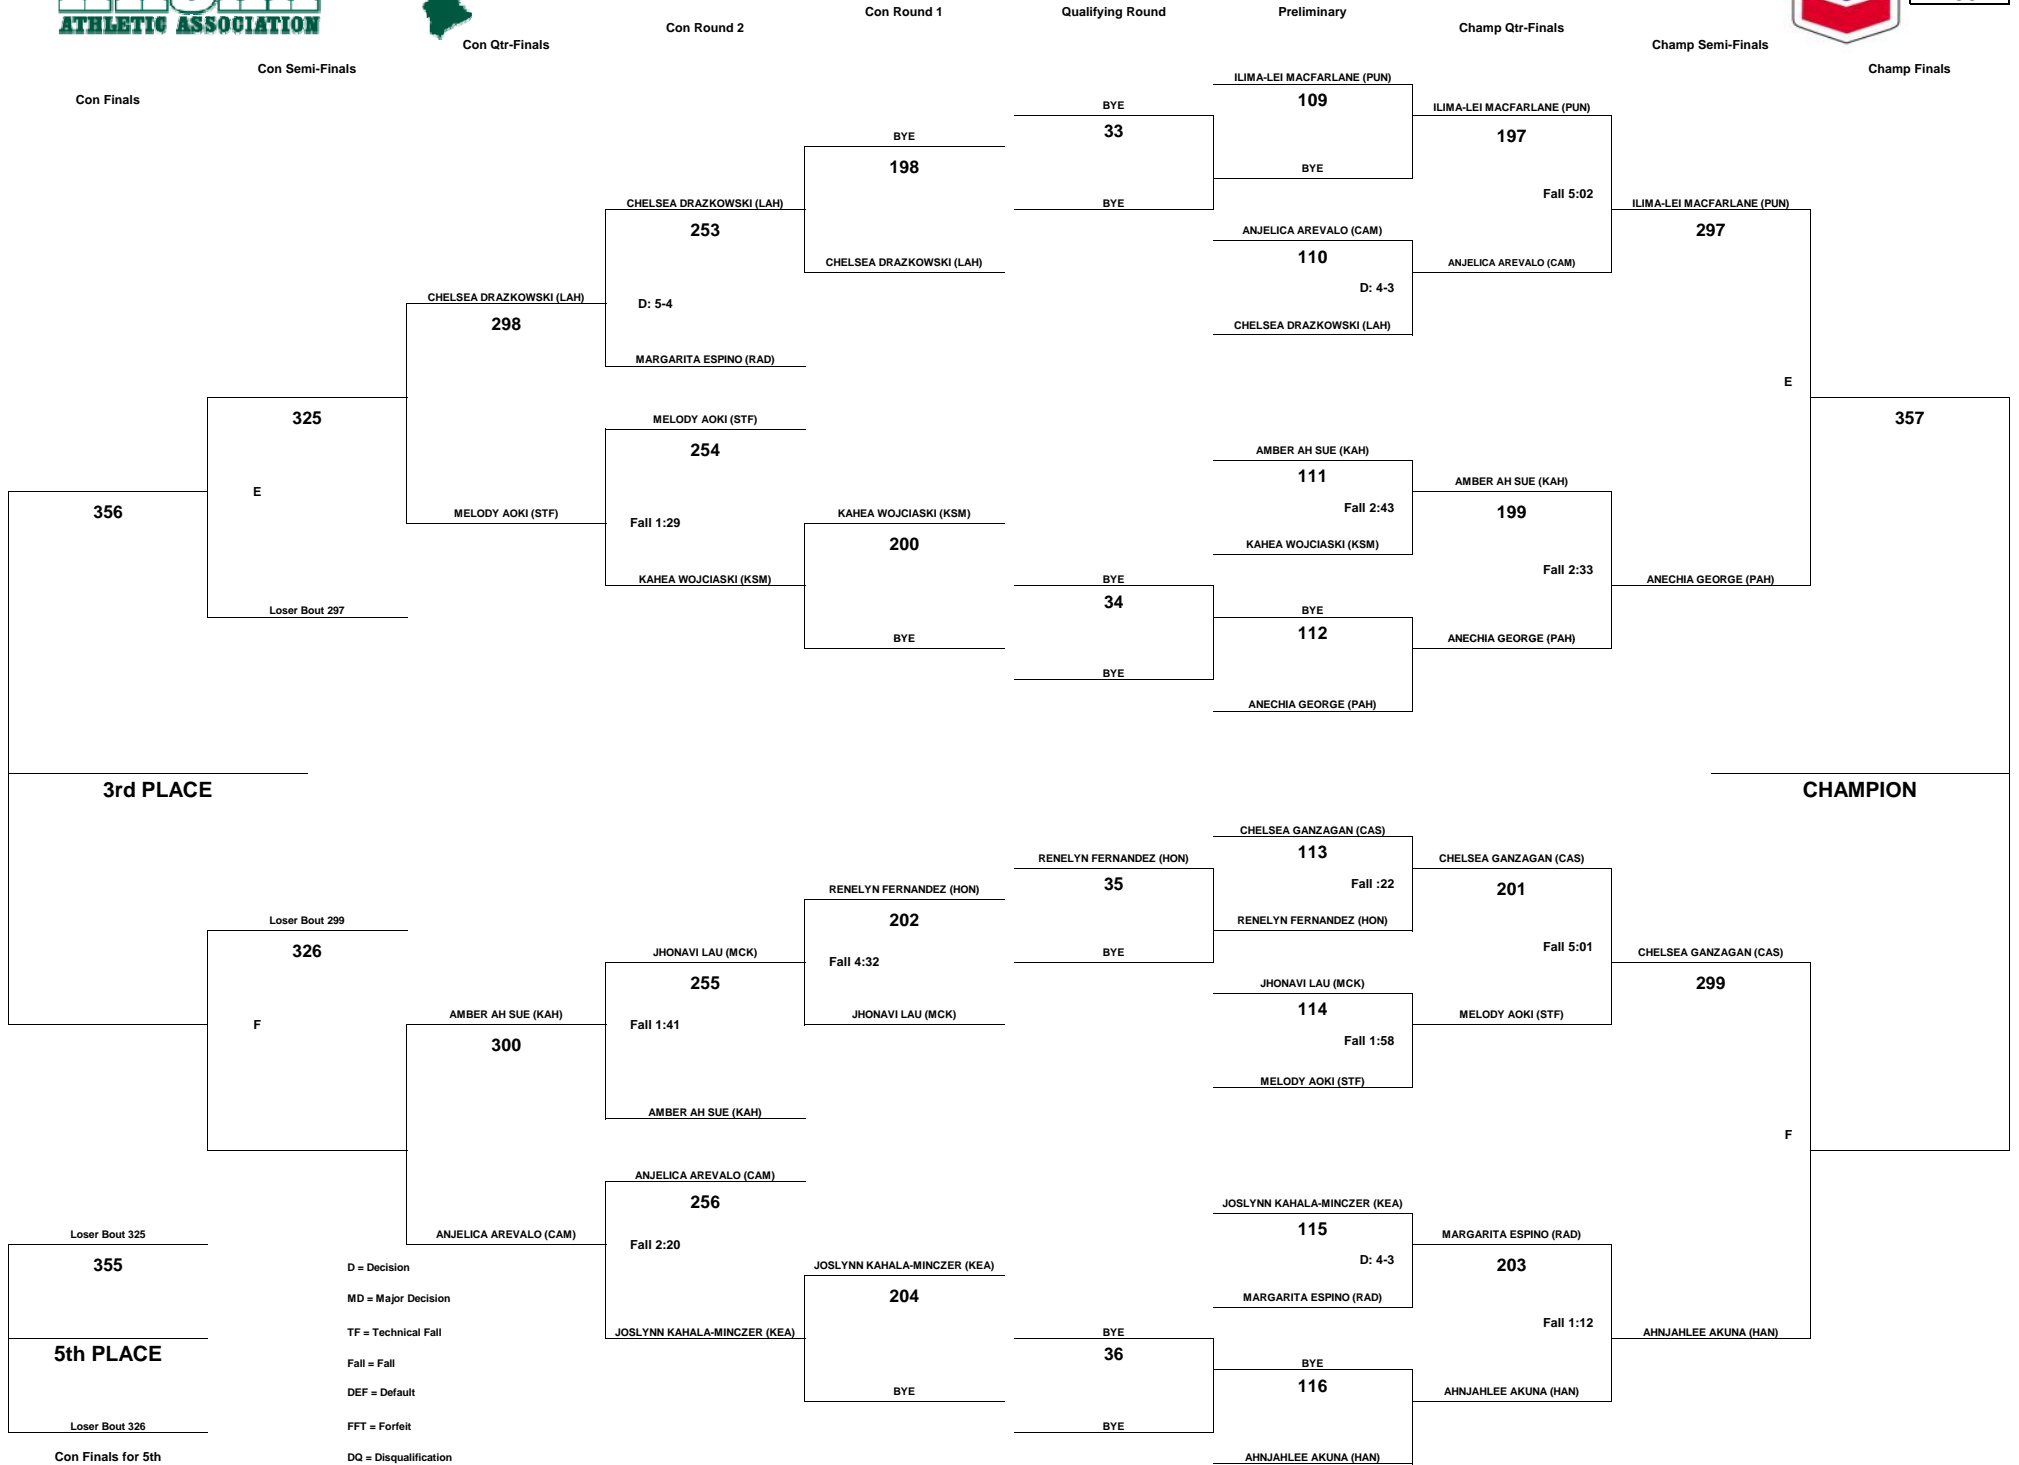 ATHLETIC ASSOCIATION
Con Finals
Con Semi-Finals
Con Qtr-Finals
Con Round 2
Con Round 1
Qualifying Round
Preliminary
Champ Qtr-Finals
Champ Semi-Finals
Champ Finals
ILIMA-LEI MACFARLANE (PUN)
109
BYE
ANJELICA AREVALO (CAM)
110
D: 4-3
CHELSEA DRAZKOWSKI (LAH)
AMBER AH SUE (KAH)
111
Fall 2:43
KAHEA WOJCIASKI (KSM)
BYE
112
ANECHIA GEORGE (PAH)
BYE
33
BYE
BYE
34
BYE
ILIMA-LEI MACFARLANE (PUN)
197
Fall 5:02
ANJELICA AREVALO (CAM)
AMBER AH SUE (KAH)
199
Fall 2:33
ANECHIA GEORGE (PAH)
ILIMA-LEI MACFARLANE (PUN)
297
E
ANECHIA GEORGE (PAH)
357
BYE
198
CHELSEA DRAZKOWSKI (LAH)
KAHEA WOJCIASKI (KSM)
200
BYE
CHELSEA DRAZKOWSKI (LAH)
253
D: 5-4
MARGARITA ESPINO (RAD)
MELODY AOKI (STF)
254
Fall 1:29
KAHEA WOJCIASKI (KSM)
CHELSEA DRAZKOWSKI (LAH)
298
MELODY AOKI (STF)
325
E
Loser Bout 297
356
3rd PLACE
CHAMPION
CHELSEA GANZAGAN (CAS)
113
Fall :22
RENELYN FERNANDEZ (HON)
JHONAVI LAU (MCK)
114
Fall 1:58
MELODY AOKI (STF)
JOSLYNN KAHALA-MINCZER (KEA)
115
D: 4-3
MARGARITA ESPINO (RAD)
BYE
116
AHNJAHLEE AKUNA (HAN)
RENELYN FERNANDEZ (HON)
35
BYE
BYE
36
BYE
CHELSEA GANZAGAN (CAS)
201
Fall 5:01
MELODY AOKI (STF)
MARGARITA ESPINO (RAD)
203
Fall 1:12
AHNJAHLEE AKUNA (HAN)
CHELSEA GANZAGAN (CAS)
299
F
AHNJAHLEE AKUNA (HAN)
RENELYN FERNANDEZ (HON)
202
Fall 4:32
JHONAVI LAU (MCK)
JOSLYNN KAHALA-MINCZER (KEA)
204
BYE
JHONAVI LAU (MCK)
255
Fall 1:41
AMBER AH SUE (KAH)
ANJELICA AREVALO (CAM)
256
Fall 2:20
JOSLYNN KAHALA-MINCZER (KEA)
AMBER AH SUE (KAH)
300
ANJELICA AREVALO (CAM)
Loser Bout 299
326
F
Loser Bout 325
355
5th PLACE
Loser Bout 326
Con Finals for 5th
D = Decision
MD = Major Decision
TF = Technical Fall
Fall = Fall
DEF = Default
FFT = Forfeit
DQ = Disqualification